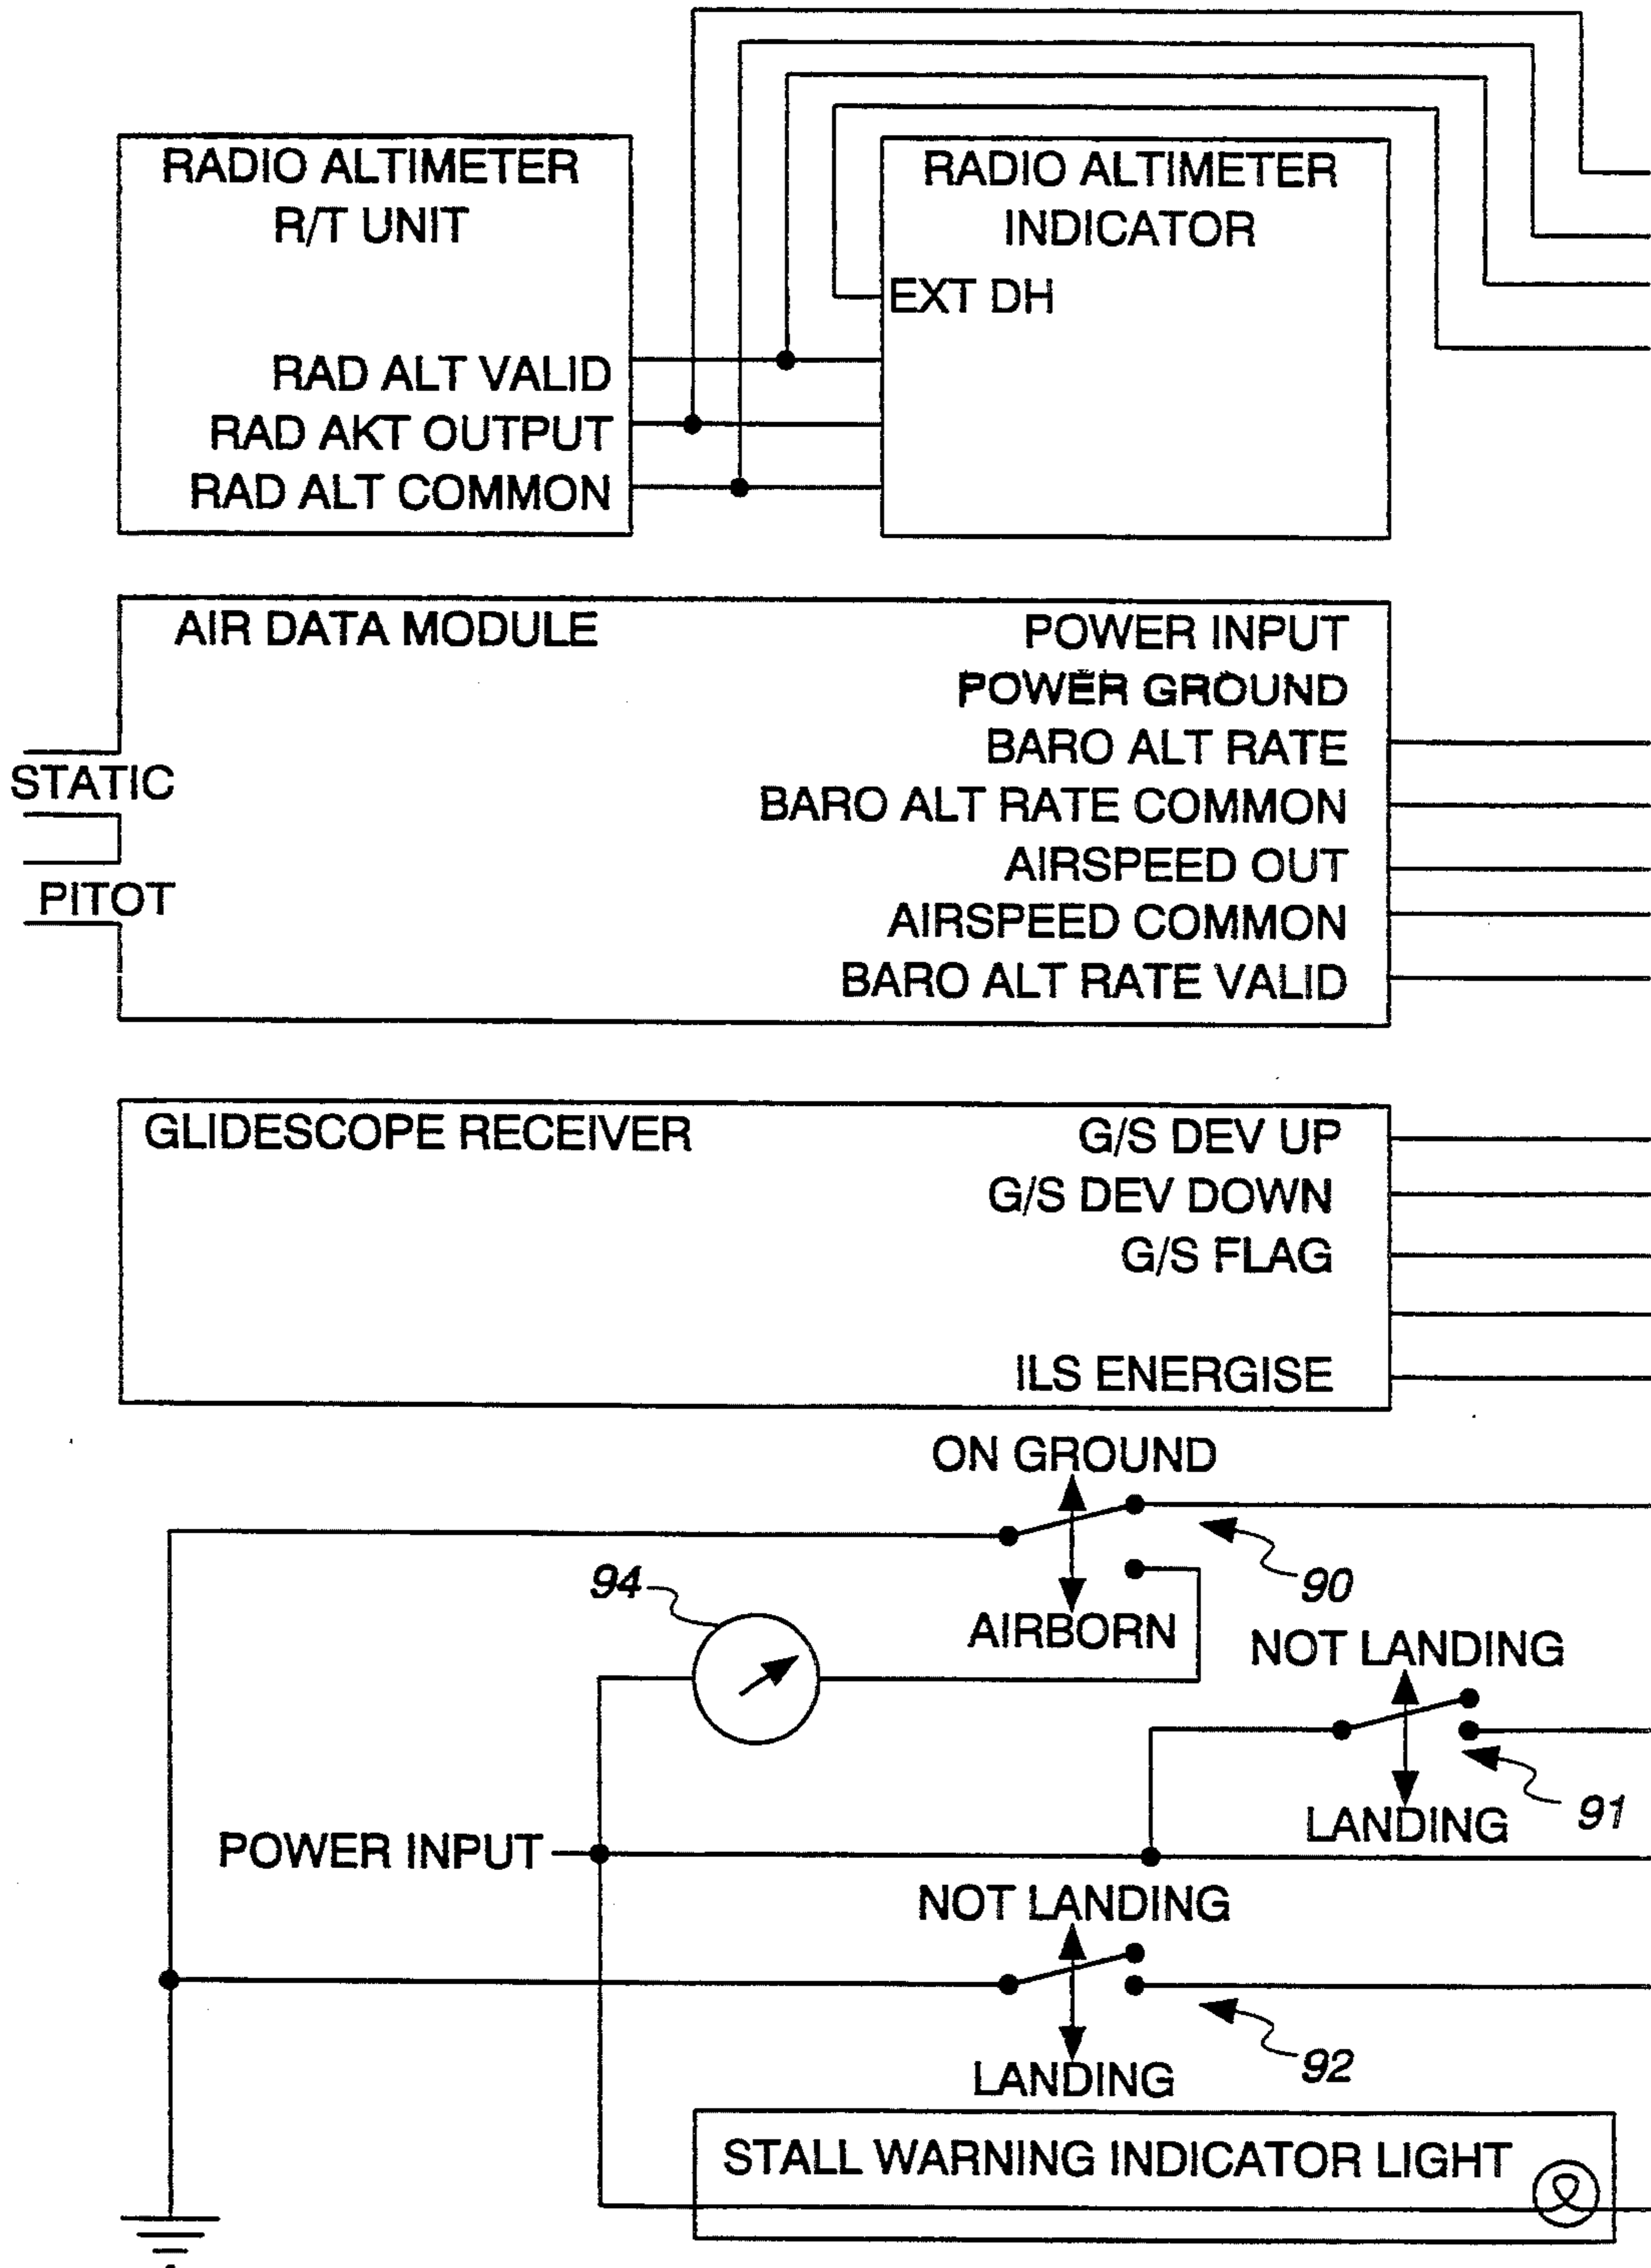 RADIO ALTIMETER
R/T UNIT
RAD ALT VALID
RAD AKT OUTPUT
RAD ALT COMMON
RADIO ALTIMETER
INDICATOR
EXT DH
AIR DATA MODULE
STATIC
PITOT
POWER INPUT
POWER GROUND
BARO ALT RATE
BARO ALT RATE COMMON
AIRSPEED OUT
AIRSPEED COMMON
BARO ALT RATE VALID
GLIDESCOPE RECEIVER
G/S DEV UP
G/S DEV DOWN
G/S FLAG
ILS ENERGISE
ON GROUND
90
94
AIRBORN
NOT LANDING
91
LANDING
POWER INPUT
NOT LANDING
92
LANDING
STALL WARNING INDICATOR LIGHT